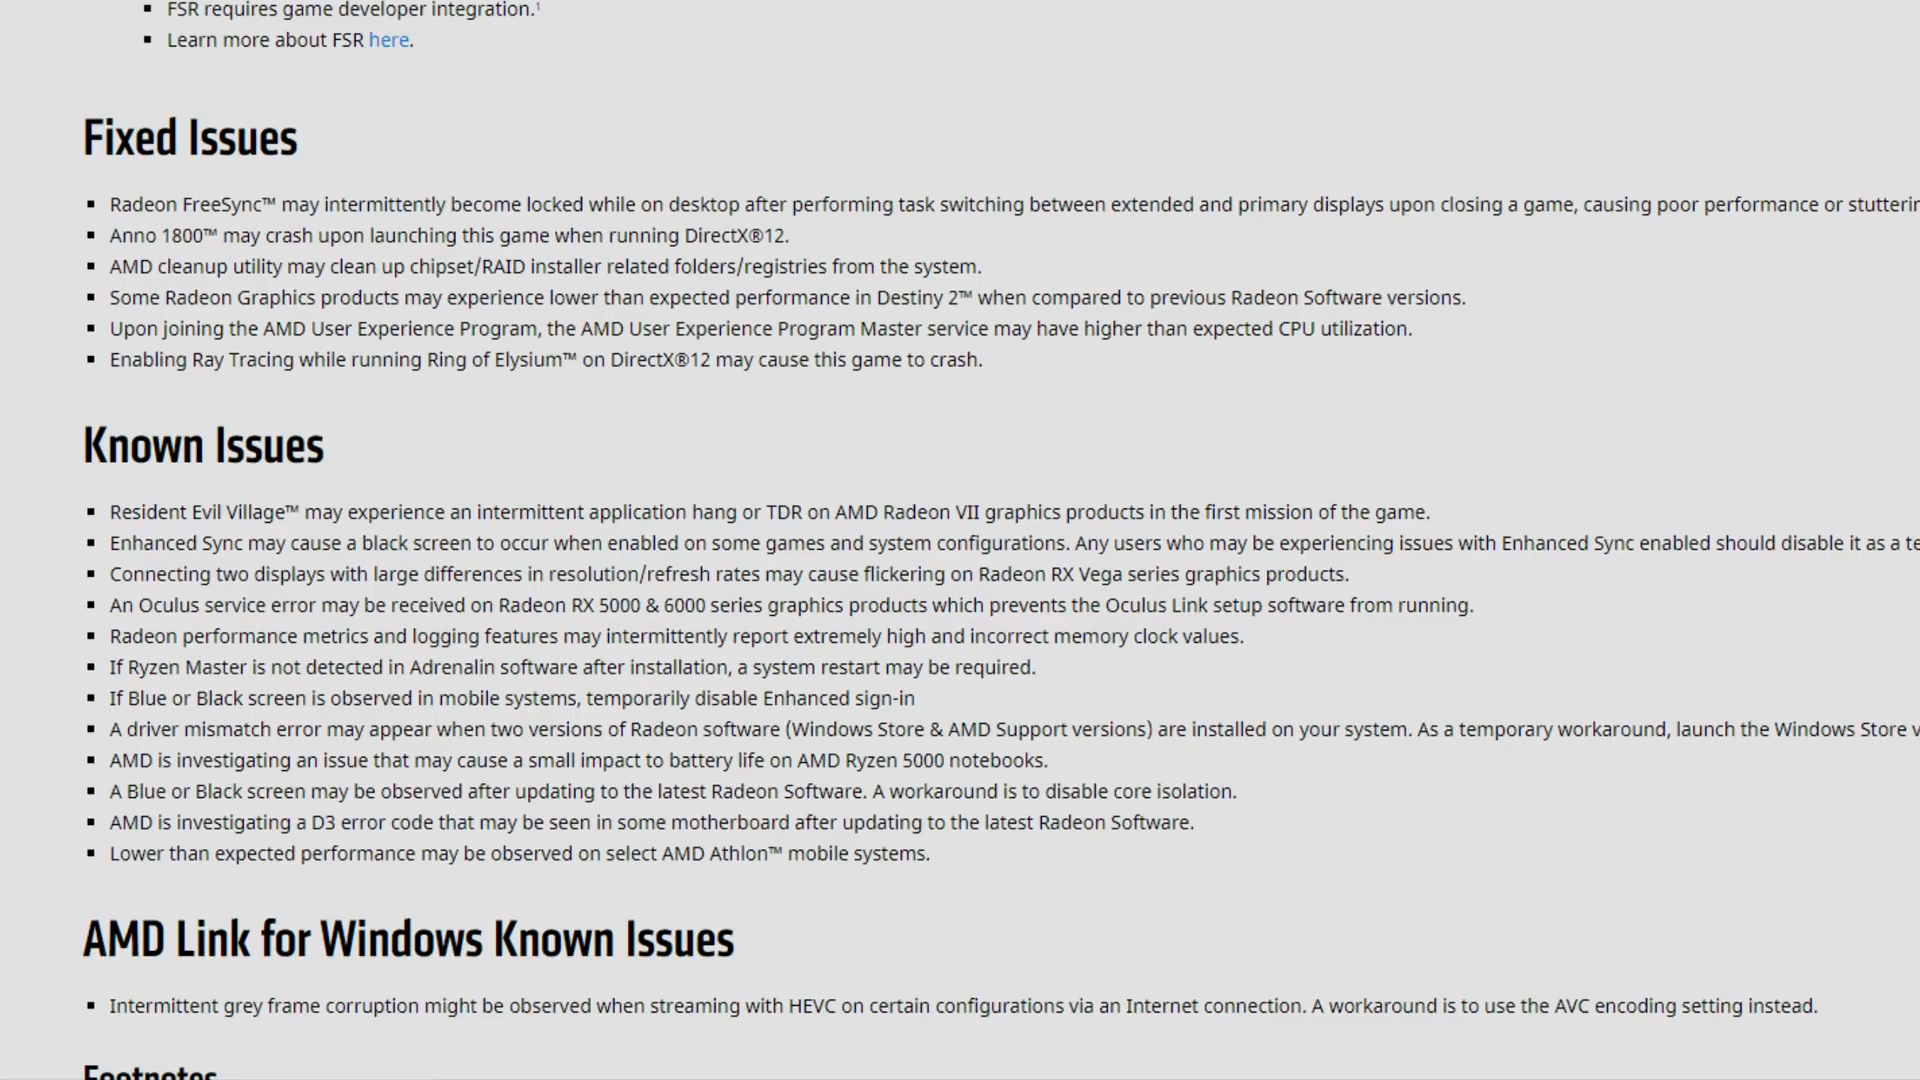 FSR requires game developer integration.¹
Learn more about FSR here.
Fixed Issues
Radeon FreeSync™ may intermittently become locked while on desktop after performing task switching between extended and primary displays upon closing a game, causing poor performance or
Anno 1800™ may crash upon launching this game when running DirectX®12.
AMD cleanup utility may clean up chipset/RAID installer related folders/registries from the system.
Some Radeon Graphics products may experience lower than expected performance in Destiny 2™ when compared to previous Radeon Software versions.
Upon joining the AMD User Experience Program, the AMD User Experience Program Master service may have higher than expected CPU utilization.
Enabling Ray Tracing while running Ring of Elysium™ on DirectX®12 may cause this game to crash.
Known Issues
Resident Evil Village™ may experience an intermittent application hang or TDR on AMD Radeon VII graphics products in the first mission of the game.
Enhanced Sync may cause a black screen to occur when enabled on some games and system configurations. Any users who may be experiencing issues with Enhanced Sync enabled should disable it as a
Connecting two displays with large differences in resolution/refresh rates may cause flickering on Radeon RX Vega series graphics products.
An Oculus service error may be received on Radeon RX 5000 & 6000 series graphics products which prevents the Oculus Link setup software from running.
Radeon performance metrics and logging features may intermittently report extremely high and incorrect memory clock values.
If Ryzen Master is not detected in Adrenalin software after installation, a system restart may be required.
If Blue or Black screen is observed in mobile systems, temporarily disable Enhanced sign-in
A driver mismatch error may appear when two versions of Radeon software (Windows Store & AMD Support versions) are installed on your system. As a temporary workaround, launch the Windows Store
AMD is investigating an issue that may cause a small impact to battery life on AMD Ryzen 5000 notebooks.
A Blue or Black screen may be observed after updating to the latest Radeon Software. A workaround is to disable core isolation.
AMD is investigating a D3 error code that may be seen in some motherboard after updating to the latest Radeon Software.
Lower than expected performance may be observed on select AMD Athlon™ mobile systems.
AMD Link for Windows Known Issues
Intermittent grey frame corruption might be observed when streaming with HEVC on certain configurations via an Internet connection. A workaround is to use the AVC encoding setting instead.
Footnotes